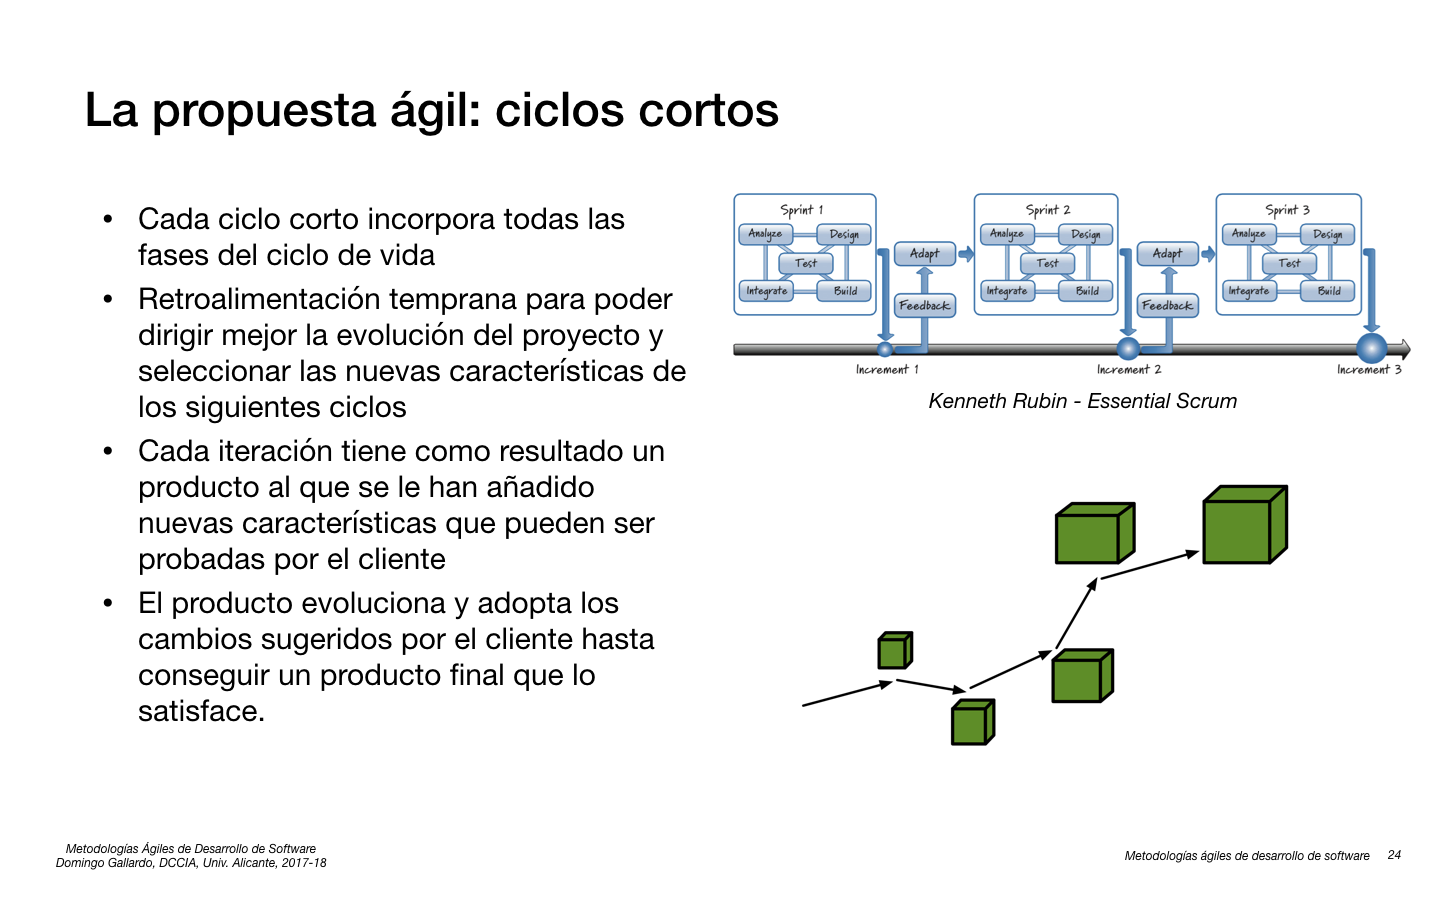 La propuesta ágil: ciclos cortos
• Cada ciclo corto incorpora todas las
fases del ciclo de vida
• Retroalimentación temprana para poder
dirigir mejor la evolución del proyecto y
seleccionar las nuevas características de
los siguientes ciclos
• Cada iteración tiene como resultado un
producto al que se le han añadido
nuevas características que pueden ser
probadas por el cliente
• El producto evoluciona y adopta los
cambios sugeridos por el cliente hasta
conseguir un producto final que lo
satisface.
Sprint 1
Analyze
Design
Test
Integrate
Build
Adapt
Feedback
Sprint 2
Analyze
Design
Test
Integrate
Build
Adapt
Feedback
Sprint 3
Analyze
Design
Test
Integrate
Build
Increment 1
Increment 2
Increment 3
Kenneth Rubin - Essential Scrum
Metodologías Ágiles de Desarrollo de Software
Domingo Gallardo, DCCIA, Univ. Alicante, 2017-18
Metodologías ágiles de desarrollo de software 24